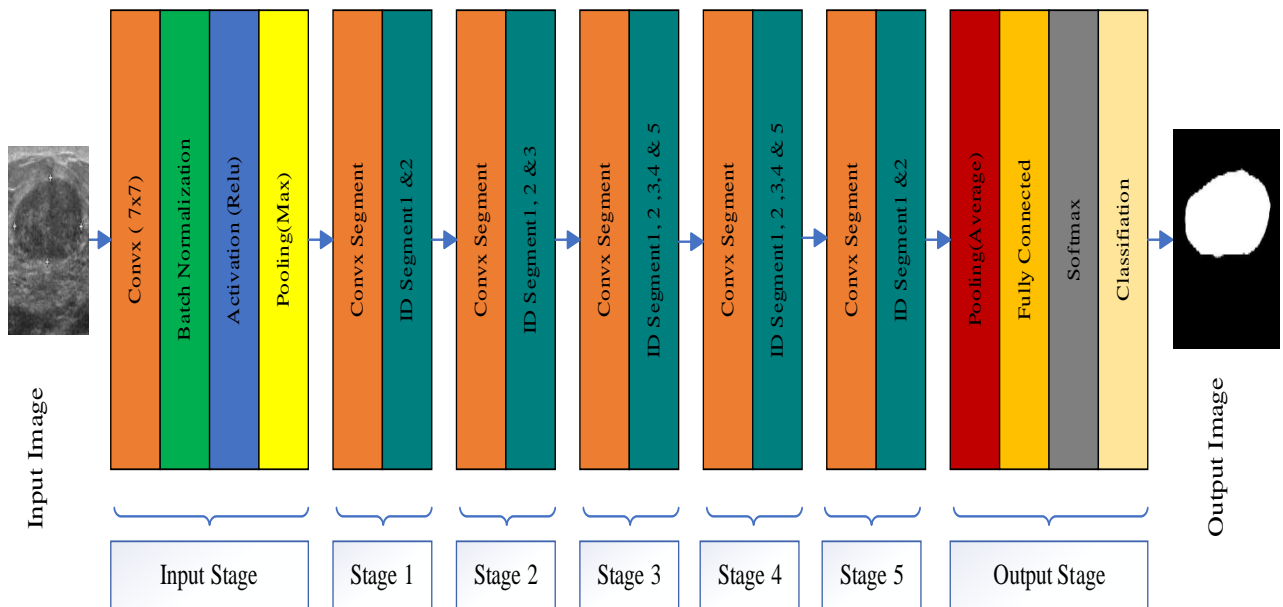 Input Image
Convx ( 7x7)
Batch Normalization
Activation (Relu)
Pooling(Max)
Convx Segment
ID Segment1 &2
Convx Segment
ID Segment1, 2 &3
Convx Segment
ID Segment1, 2 ,3,4 & 5
Convx Segment
ID Segment1, 2 ,3,4 & 5
Convx Segment
ID Segment1 &2
Pooling(Average)
Fully Connected
Softmax
Classifiation
Output Image
Input Stage
Stage 1
Stage 2
Stage 3
Stage 4
Stage 5
Output Stage